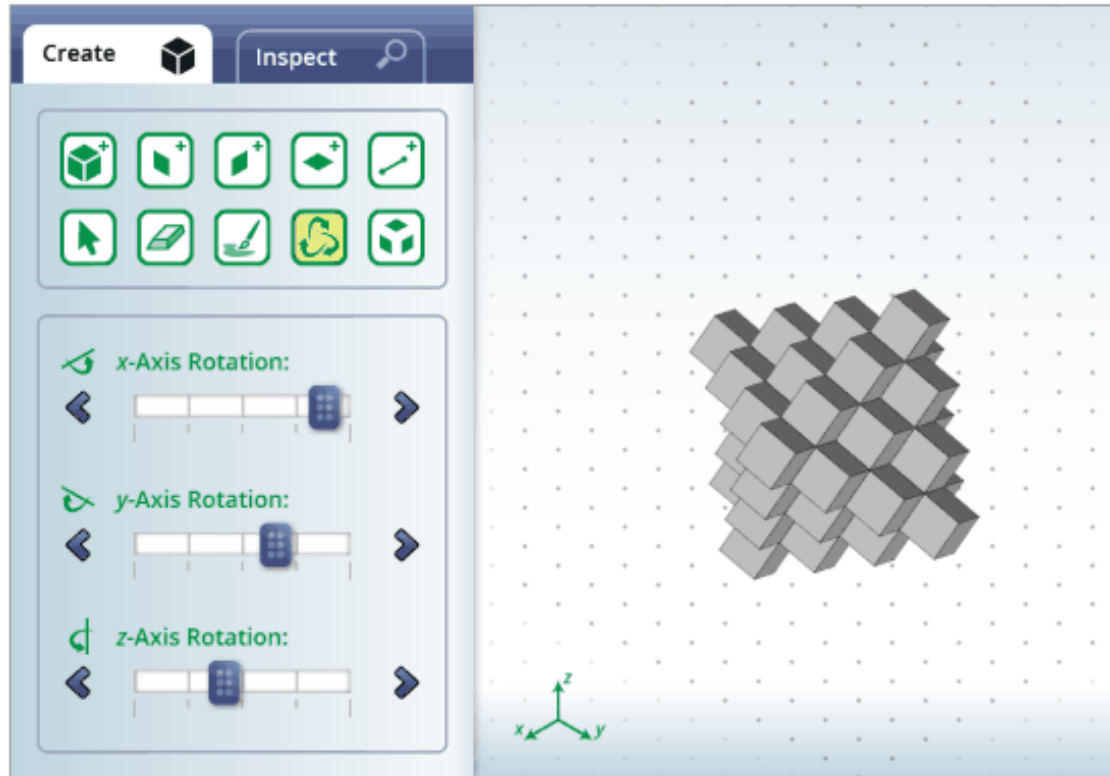 Create
Inspect
x-Axis Rotation:
y-Axis Rotation:
z-Axis Rotation:
z
x
y